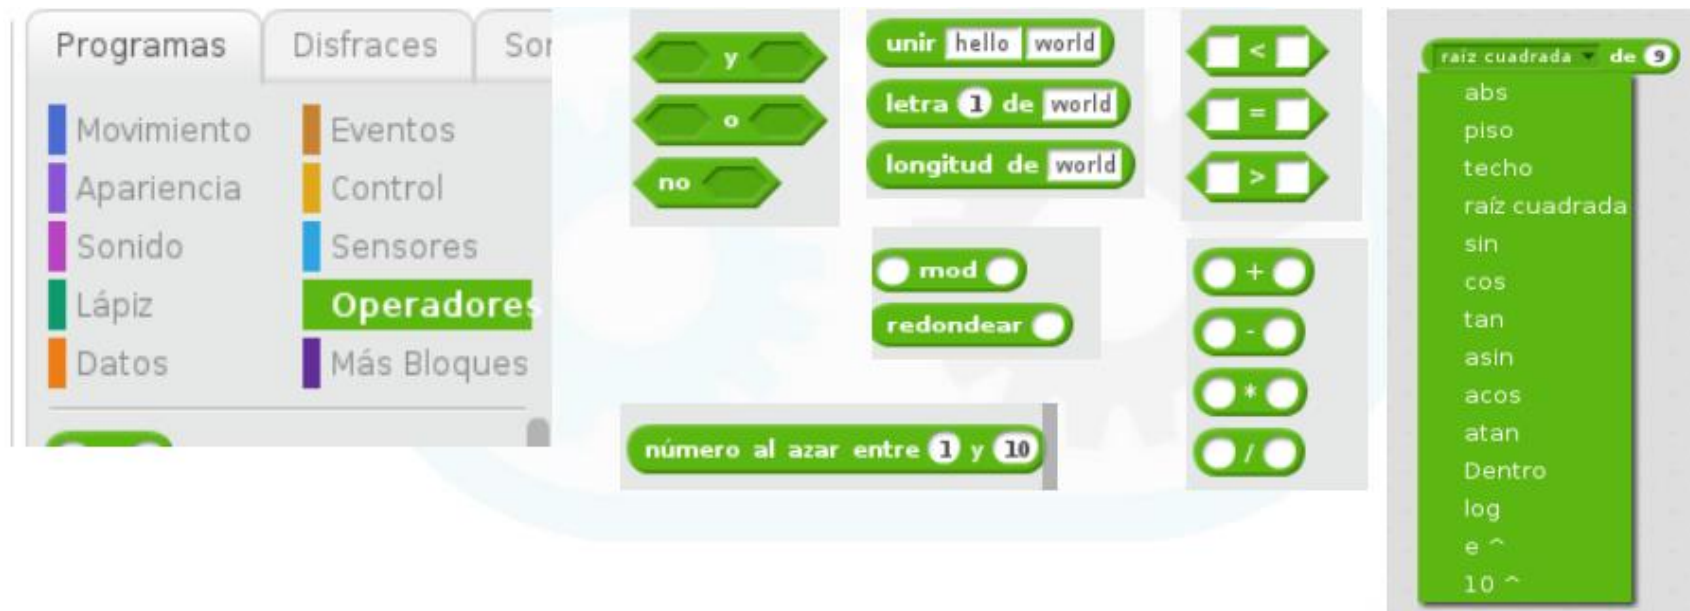 Programas Disfraces Son
Movimiento Eventos
Apariencia Control
Sonido Sensores
Lápiz Operadores
Datos Más Bloques
y
o
no
unir hello world
letra 1 de world
longitud de world
mod
redondear
número al azar entre 1 y 10
<
=
>
+
-
*
/
raíz cuadrada de 9
abs
piso
techo
raíz cuadrada
sin
cos
tan
asin
acos
atan
Dentro
log
e ^
10 ^